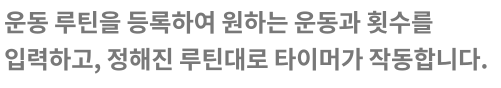 운동 루틴을 등록하여 원하는 운동과 횟수를
입력하고, 정해진 루틴대로 타이머가 작동합니다.